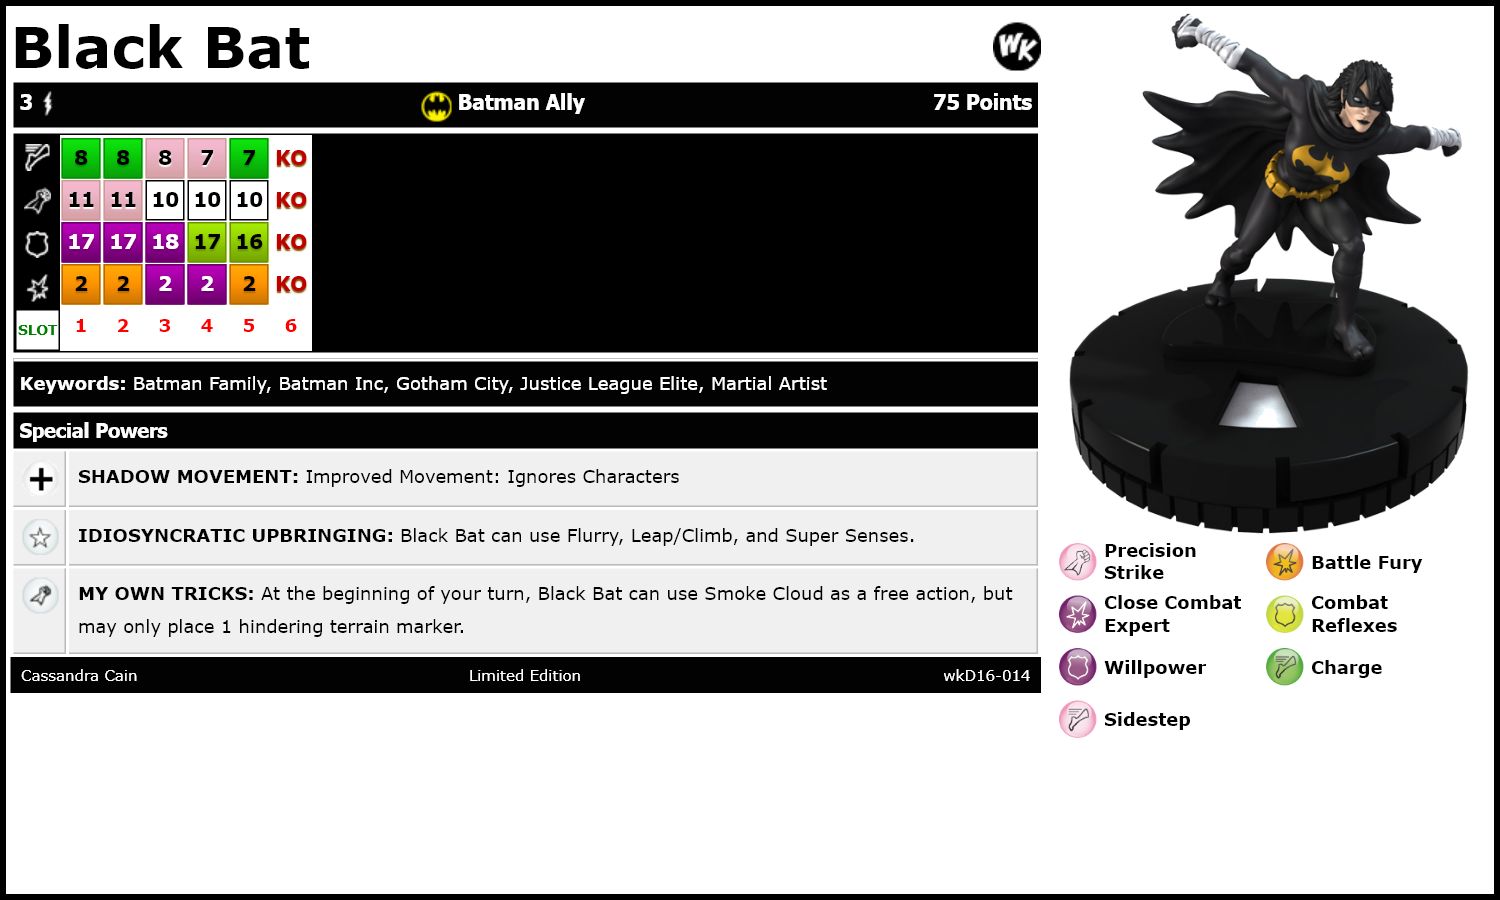 Black Bat
WK
3 Batman Ally 75 Points
8 8 8 7 7 KO
11 11 10 10 10 KO
17 17 18 17 16 KO
2 2 2 2 2 KO
SLOT 1 2 3 4 5 6
Keywords: Batman Family, Batman Inc, Gotham City, Justice League Elite, Martial Artist
Special Powers
SHADOW MOVEMENT: Improved Movement: Ignores Characters
IDIOSYNCRATIC UPBRINGING: Black Bat can use Flurry, Leap/Climb, and Super Senses.
MY OWN TRICKS: At the beginning of your turn, Black Bat can use Smoke Cloud as a free action, but
may only place 1 hindering terrain marker.
Cassandra Cain Limited Edition wkD16-014
Precision
Strike
Battle Fury
Close Combat
Expert
Combat
Reflexes
Willpower
Charge
Sidestep